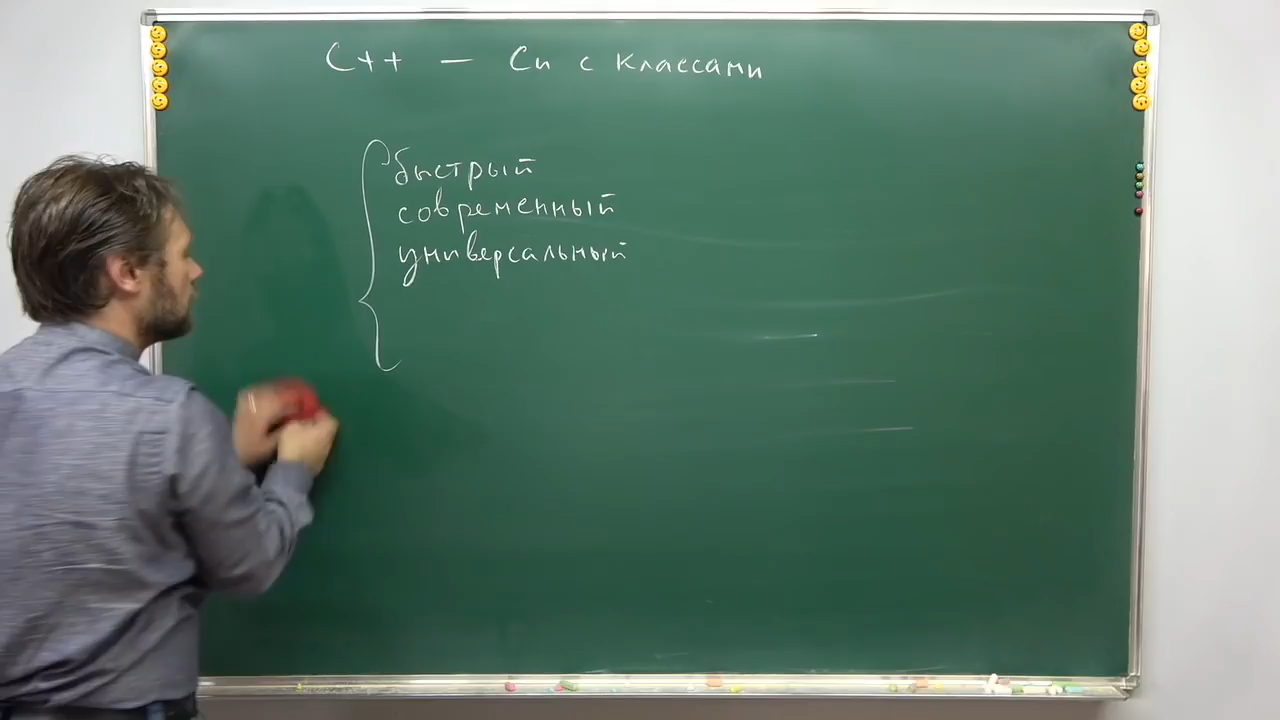 C++ — Си с классами
быстрый
современный
универсальный